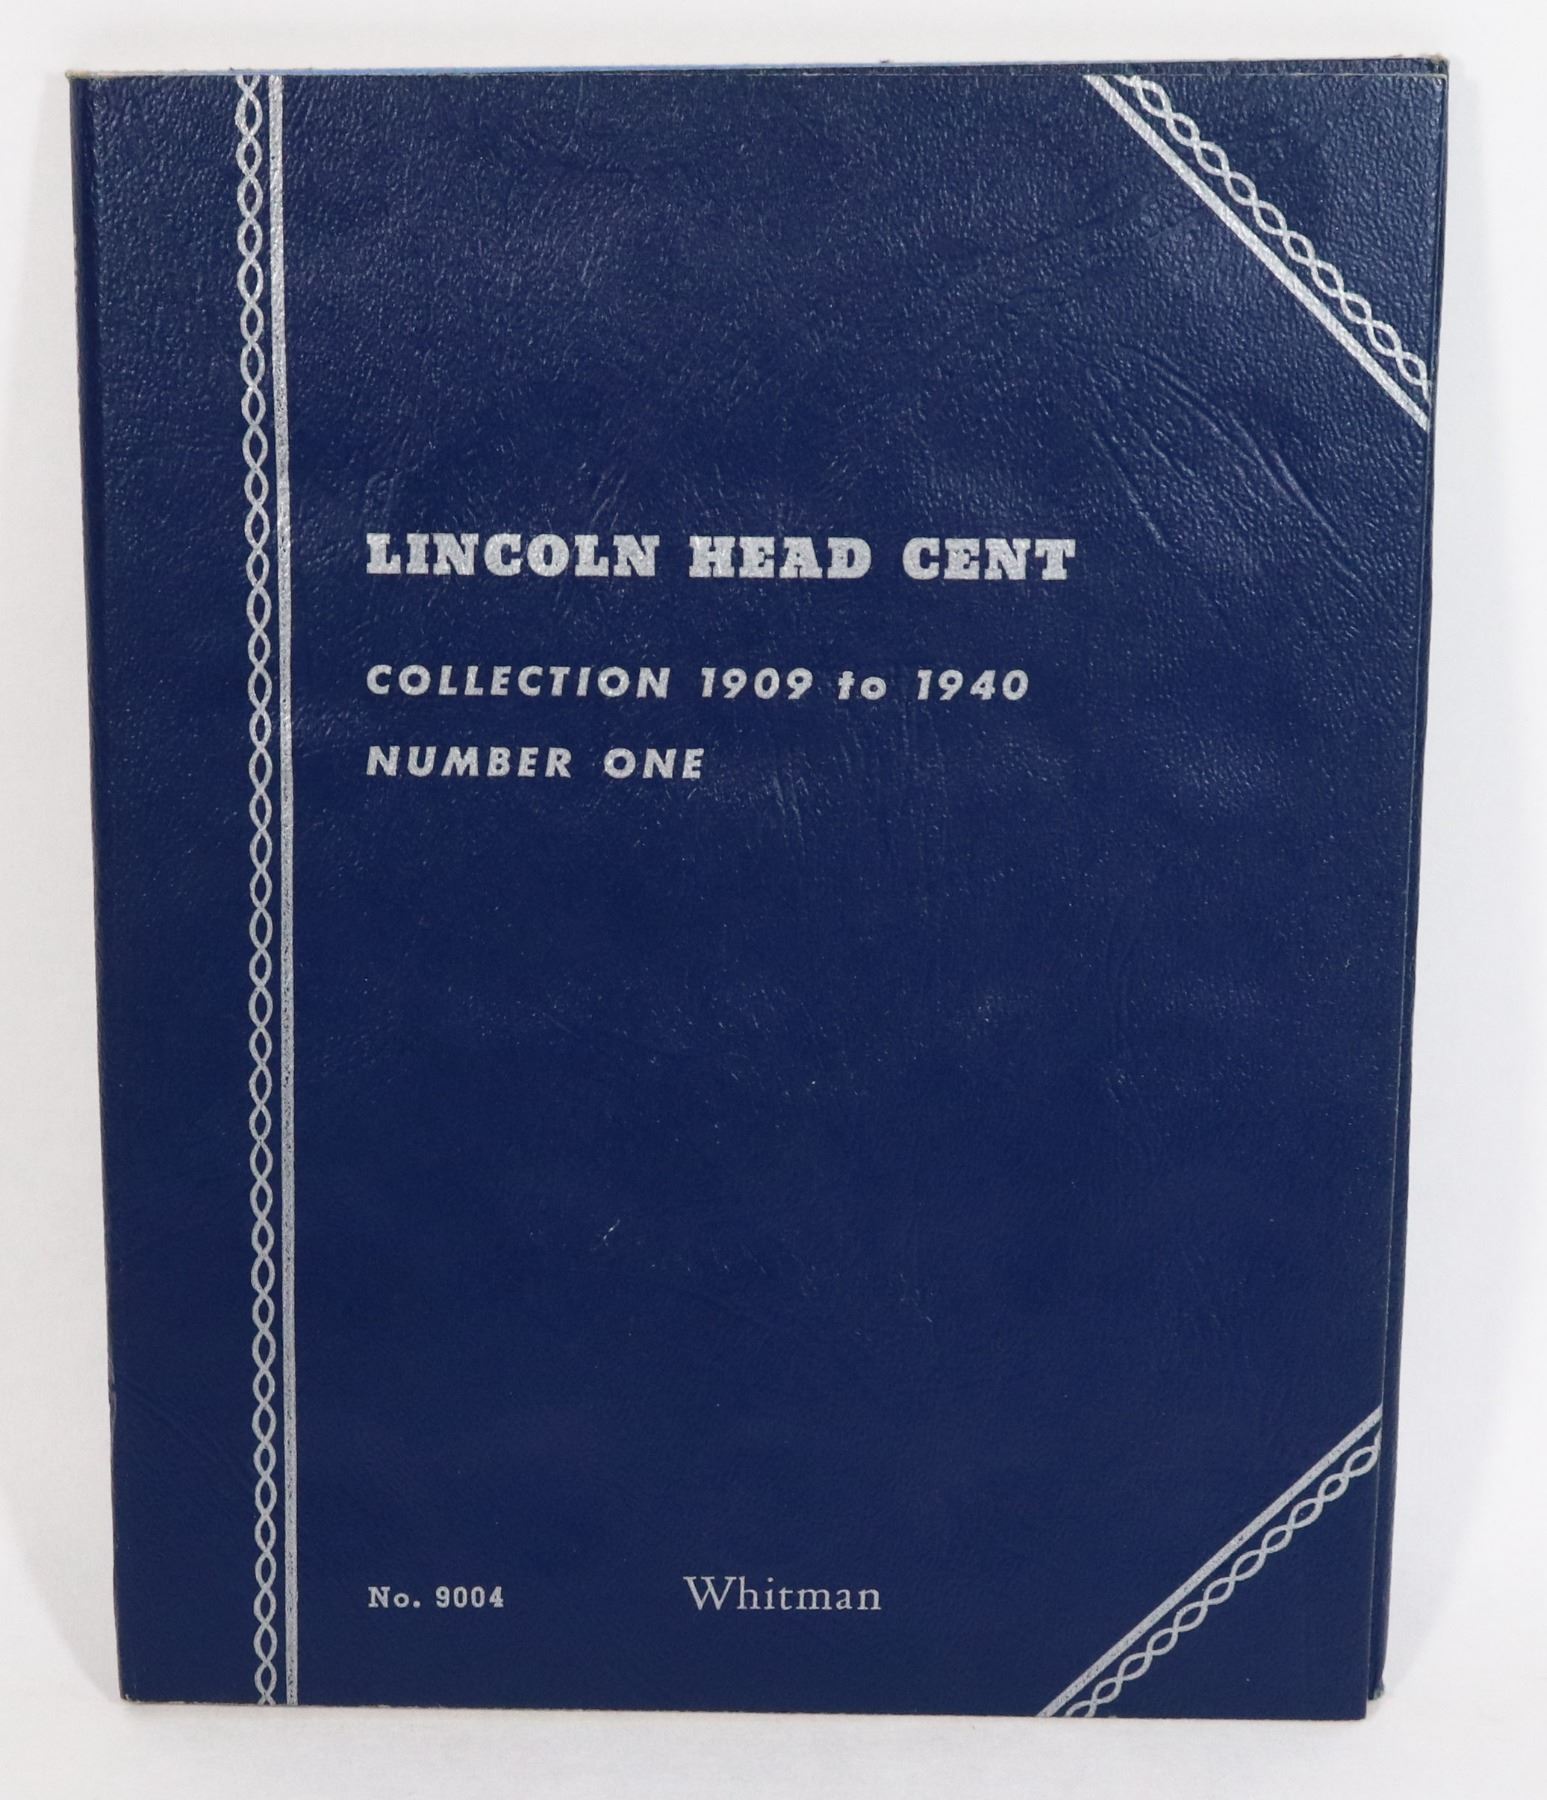 LINCOLN HEAD CENT
COLLECTION 1909 to 1940
NUMBER ONE
No. 9004 Whitman